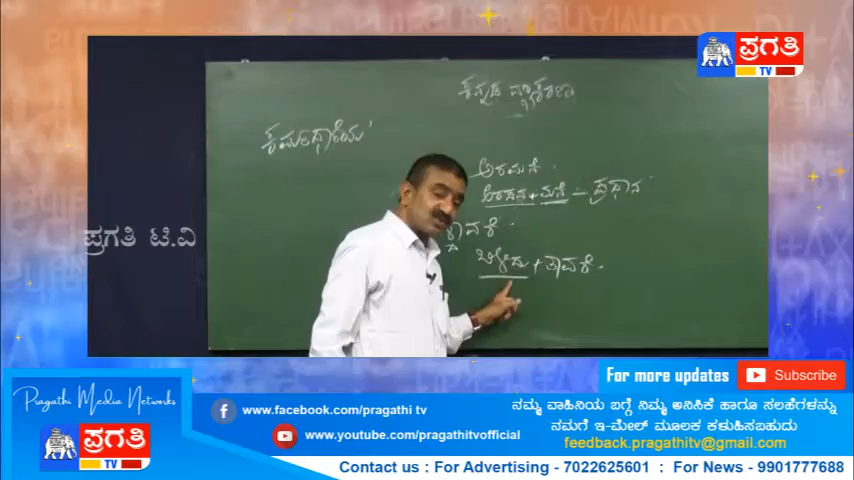 ಪ್ರಗತಿ
TV
ಕನ್ನಡ ವ್ಯಾಕರಣ
ಕರ್ಮಧಾರೆಯ
ಅರಮನೆ
ಅರಸನ + ಮನೆ - ಪ್ರಧಾನ
ಾವರೆ
ಬಿಳಿದು + ತಾವರೆ
ಪ್ರಗತಿ ಟಿ.ವಿ
For more updates Subscribe
Pragathi Media Networks
ಪ್ರಗತಿ
TV
www.facebook.com/pragathi tv
www.youtube.com/pragathitvofficial
ನಮ್ಮ ವಾಹಿನಿಯ ಬಗ್ಗೆ ನಿಮ್ಮ ಅನಿಸಿಕೆ ಹಾಗೂ ಸಲಹೆಗಳನ್ನು
ನಮಗೆ ಇ-ಮೇಲ್ ಮೂಲಕ ಕಳುಹಿಸಬಹುದು
feedback.pragathitv@gmail.com
Contact us : For Advertising - 7022625601 : For News - 9901777688